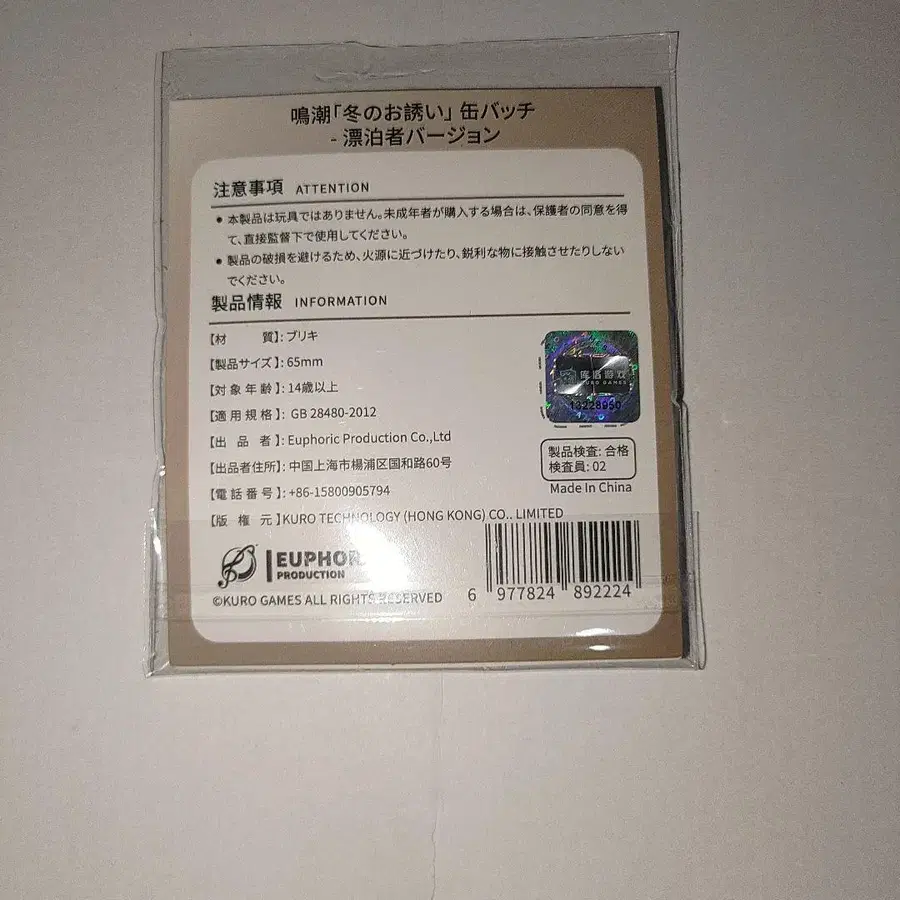 鳴潮「冬のお誘い」缶バッチ
- 漂泊者バージョン
注意事項 ATTENTION
● 本製品は玩具ではありません。未成年者が購入する場合は、保護者の同意を得
て、直接監督下で使用してください。
● 製品の破損を避けるため、火源に近づけたり、鋭利な物に接触させたりしない
でください。
製品情報 INFORMATION
【材 質】: ブリキ
【製品サイズ】: 65mm
【対象年齢】: 14歳以上
【適用規格】: GB 28480-2012
【出品者】: Euphoric Production Co.,Ltd
【出品者住所】: 中国上海市楊浦区国和路60号
【電話番号】: +86-15800905794
【版権元】KURO TECHNOLOGY (HONG KONG) CO., LIMITED
库洛游戏
KURO GAMES
13228950
製品検査: 合格
検査員: 02
Made In China
EUPHOR
PRODUCTION
©KURO GAMES ALL RIGHTS RESERVED
6 977824 892224